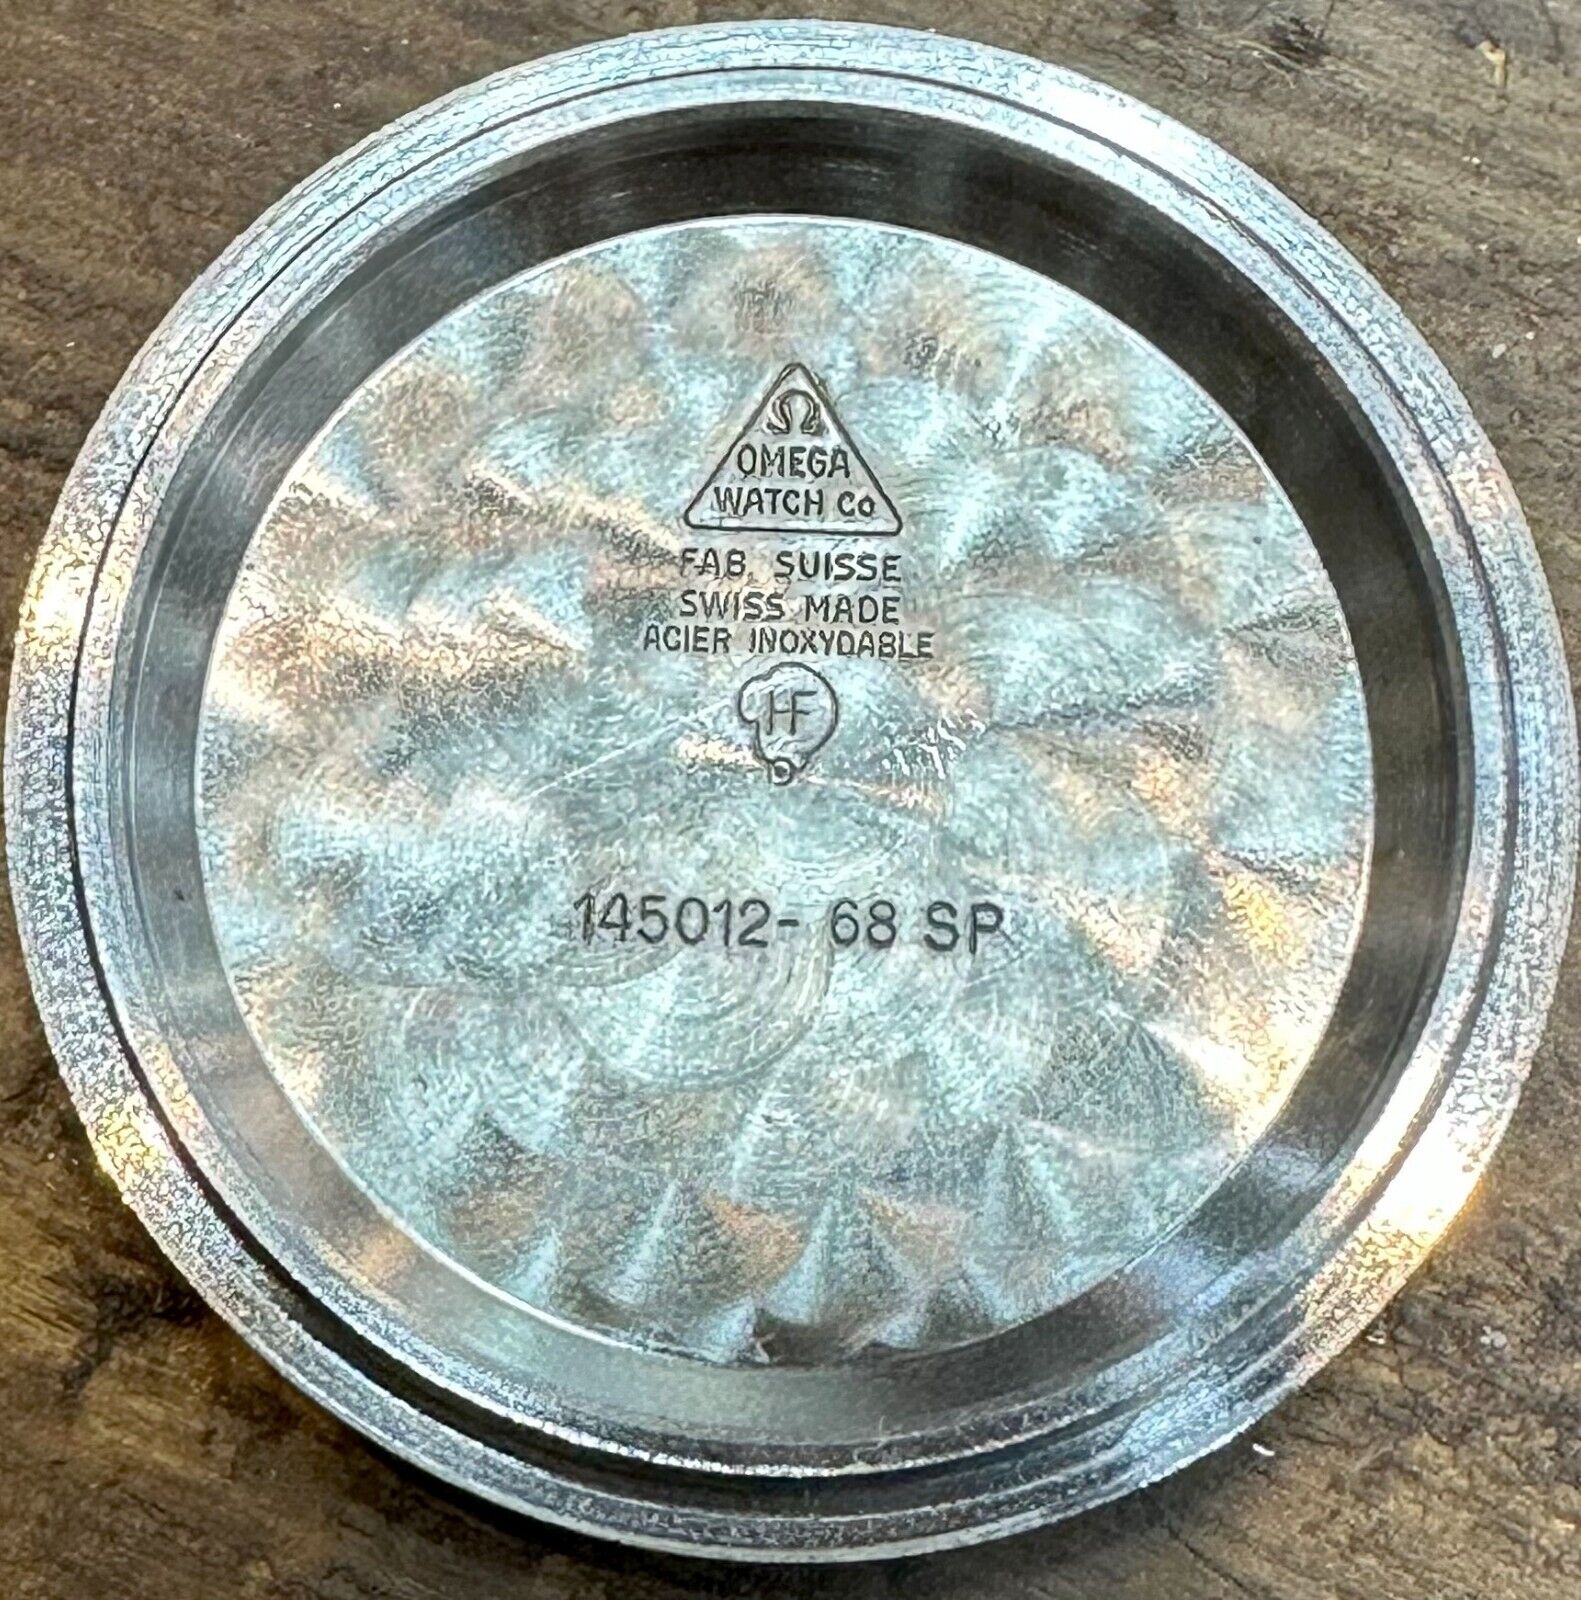 Ω
OMEGA
WATCH Co
FAB. SUISSE
SWISS MADE
ACIER INOXYDABLE
HF
145012- 68 SP